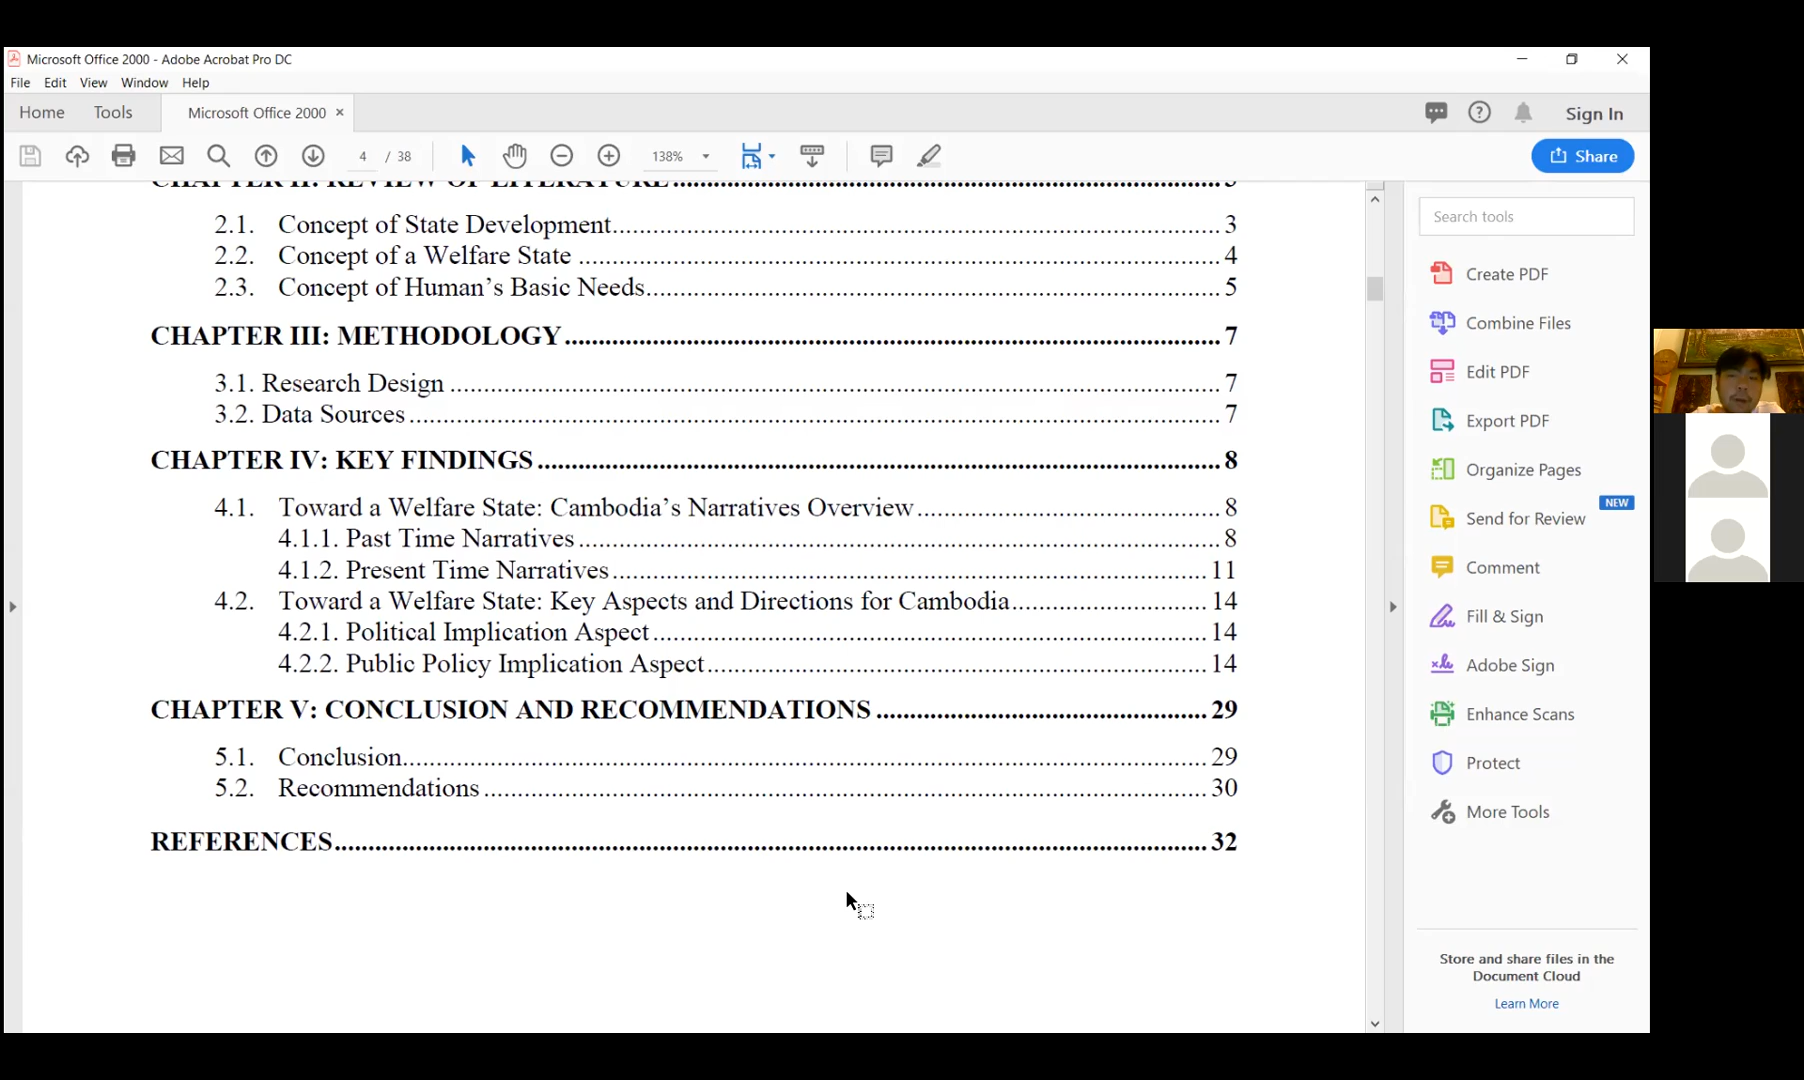 Microsoft Office 2000 - Adobe Acrobat Pro DC
File Edit View Window Help
Home Tools Microsoft Office 2000 × Sign In
4 / 38 138% Share
CHAPTER II: REVIEW OF LITERATURE 3
2.1. Concept of State Development 3
2.2. Concept of a Welfare State 4
2.3. Concept of Human's Basic Needs 5
CHAPTER III: METHODOLOGY 7
3.1. Research Design 7
3.2. Data Sources 7
CHAPTER IV: KEY FINDINGS 8
4.1. Toward a Welfare State: Cambodia's Narratives Overview 8
4.1.1. Past Time Narratives 8
4.1.2. Present Time Narratives 11
4.2. Toward a Welfare State: Key Aspects and Directions for Cambodia 14
4.2.1. Political Implication Aspect 14
4.2.2. Public Policy Implication Aspect 14
CHAPTER V: CONCLUSION AND RECOMMENDATIONS 29
5.1. Conclusion 29
5.2. Recommendations 30
REFERENCES 32
Search tools
Create PDF
Combine Files
Edit PDF
Export PDF
Organize Pages
NEW
Send for Review
Comment
Fill & Sign
Adobe Sign
Enhance Scans
Protect
More Tools
Store and share files in the
Document Cloud
Learn More